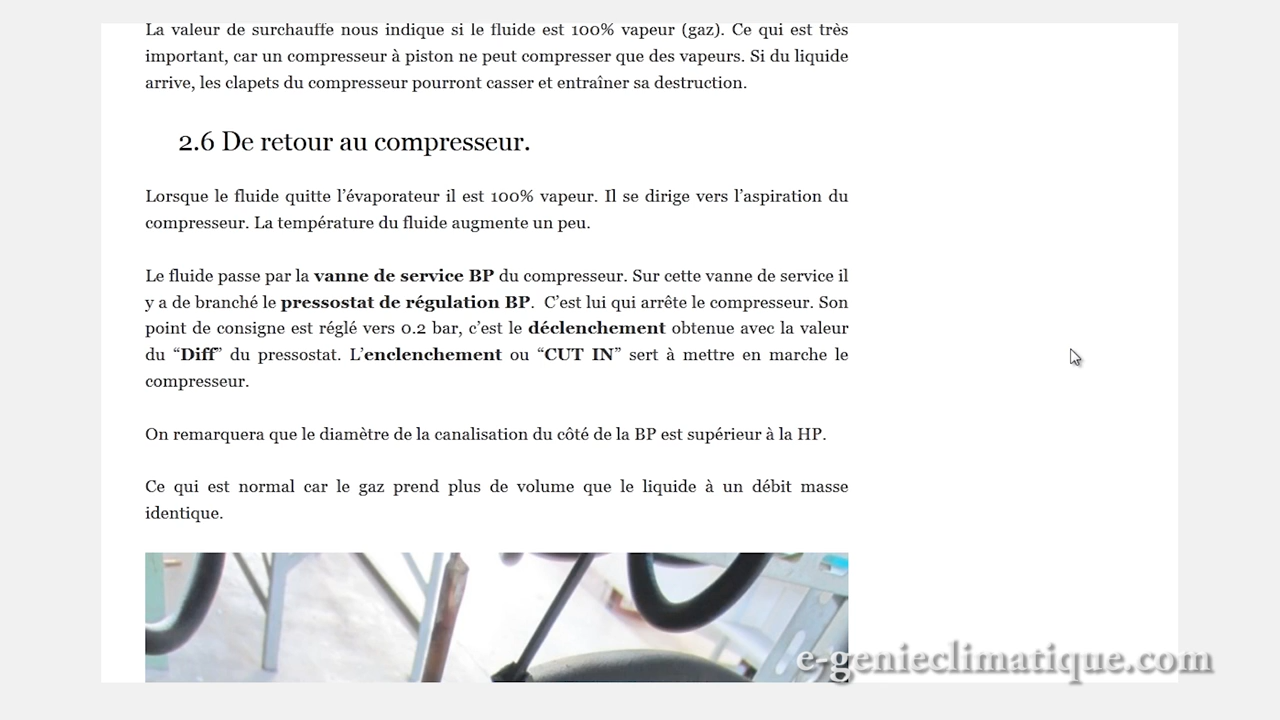 La valeur de surchauffe nous indique si le fluide est 100% vapeur (gaz). Ce qui est très
important, car un compresseur à piston ne peut compresser que des vapeurs. Si du liquide
arrive, les clapets du compresseur pourront casser et entraîner sa destruction.
2.6 De retour au compresseur.
Lorsque le fluide quitte l’évaporateur il est 100% vapeur. Il se dirige vers l’aspiration du
compresseur. La température du fluide augmente un peu.
Le fluide passe par la vanne de service BP du compresseur. Sur cette vanne de service il
y a de branché le pressostat de régulation BP.  C’est lui qui arrête le compresseur. Son
point de consigne est réglé vers 0.2 bar, c’est le déclenchement obtenue avec la valeur
du “Diff” du pressostat. L’enclenchement ou “CUT IN” sert à mettre en marche le
compresseur.
On remarquera que le diamètre de la canalisation du côté de la BP est supérieur à la HP.
Ce qui est normal car le gaz prend plus de volume que le liquide à un débit masse
identique.
e-genieclimatique.com